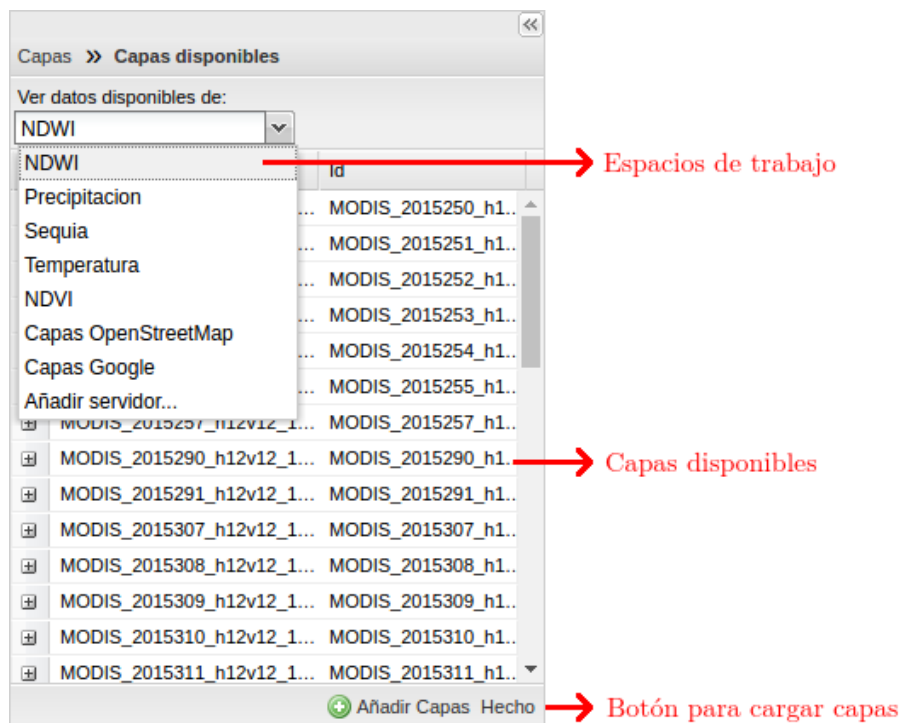 Capas » Capas disponibles
Ver datos disponibles de:
NDWI
NDWI
Espacios de trabajo
Id
Precipitacion
... MODIS_2015250_h1..
Sequia
... MODIS_2015251_h1..
Temperatura
... MODIS_2015252_h1..
NDVI
... MODIS_2015253_h1..
Capas OpenStreetMap
... MODIS_2015254_h1..
Capas Google
... MODIS_2015255_h1..
Añadir servidor...
MODIS_2015257_h12v12_1... MODIS_2015257_h1..
MODIS_2015290_h12v12_1... MODIS_2015290_h1..
Capas disponibles
MODIS_2015291_h12v12_1... MODIS_2015291_h1..
MODIS_2015307_h12v12_1... MODIS_2015307_h1..
MODIS_2015308_h12v12_1... MODIS_2015308_h1..
MODIS_2015309_h12v12_1... MODIS_2015309_h1..
MODIS_2015310_h12v12_1... MODIS_2015310_h1..
MODIS_2015311_h12v12_1... MODIS_2015311_h1..
Añadir Capas Hecho
Botón para cargar capas